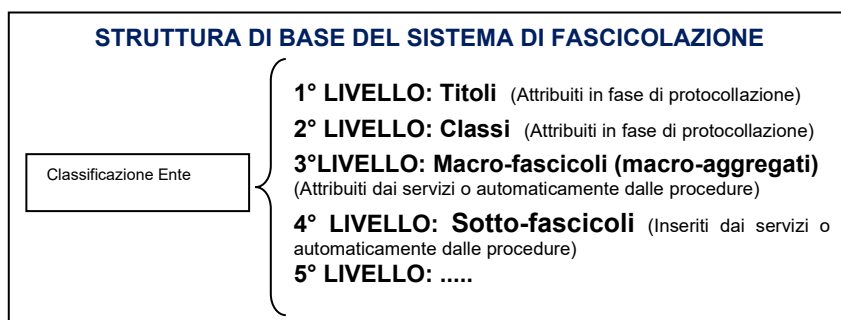 STRUTTURA DI BASE DEL SISTEMA DI FASCICOLAZIONE
Classificazione Ente
1° LIVELLO: Titoli (Attribuiti in fase di protocollazione)
2° LIVELLO: Classi (Attribuiti in fase di protocollazione)
3°LIVELLO: Macro-fascicoli (macro-aggregati)
(Attribuiti dai servizi o automaticamente dalle procedure)
4° LIVELLO: Sotto-fascicoli (Inseriti dai servizi o
automaticamente dalle procedure)
5° LIVELLO: .....